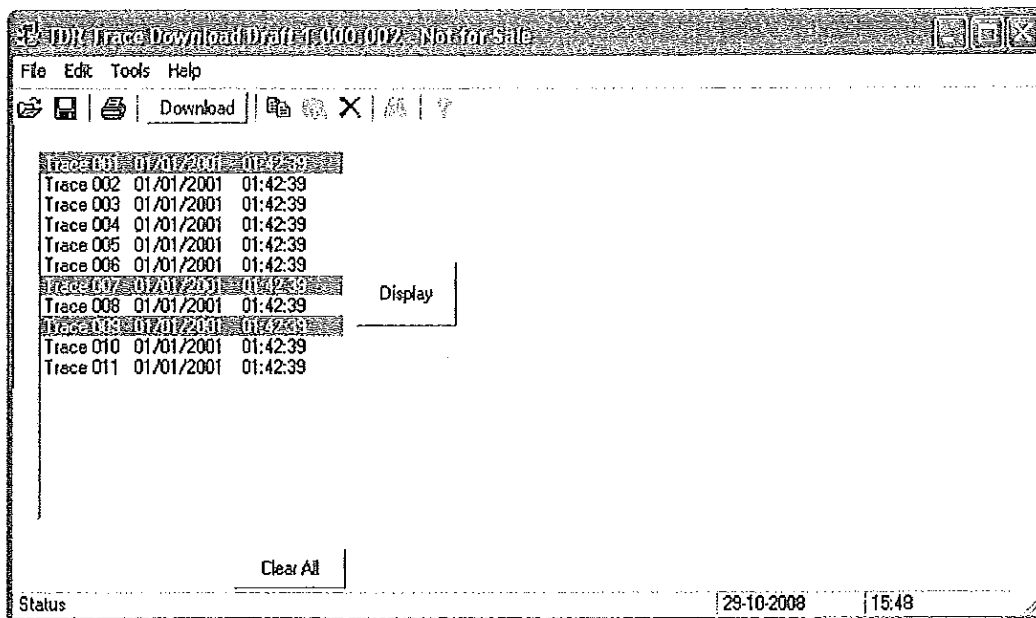 TDR Trace Download Draft 1.000.002 - Not for Sale
File Edit Tools Help
Download
Trace 001 01/01/2001 01:42:39
Trace 002 01/01/2001 01:42:39
Trace 003 01/01/2001 01:42:39
Trace 004 01/01/2001 01:42:39
Trace 005 01/01/2001 01:42:39
Trace 006 01/01/2001 01:42:39
Trace 007 01/01/2001 01:42:39
Trace 008 01/01/2001 01:42:39
Trace 009 01/01/2001 01:42:39
Trace 010 01/01/2001 01:42:39
Trace 011 01/01/2001 01:42:39
Display
Clear All
Status 29-10-2008 15:48